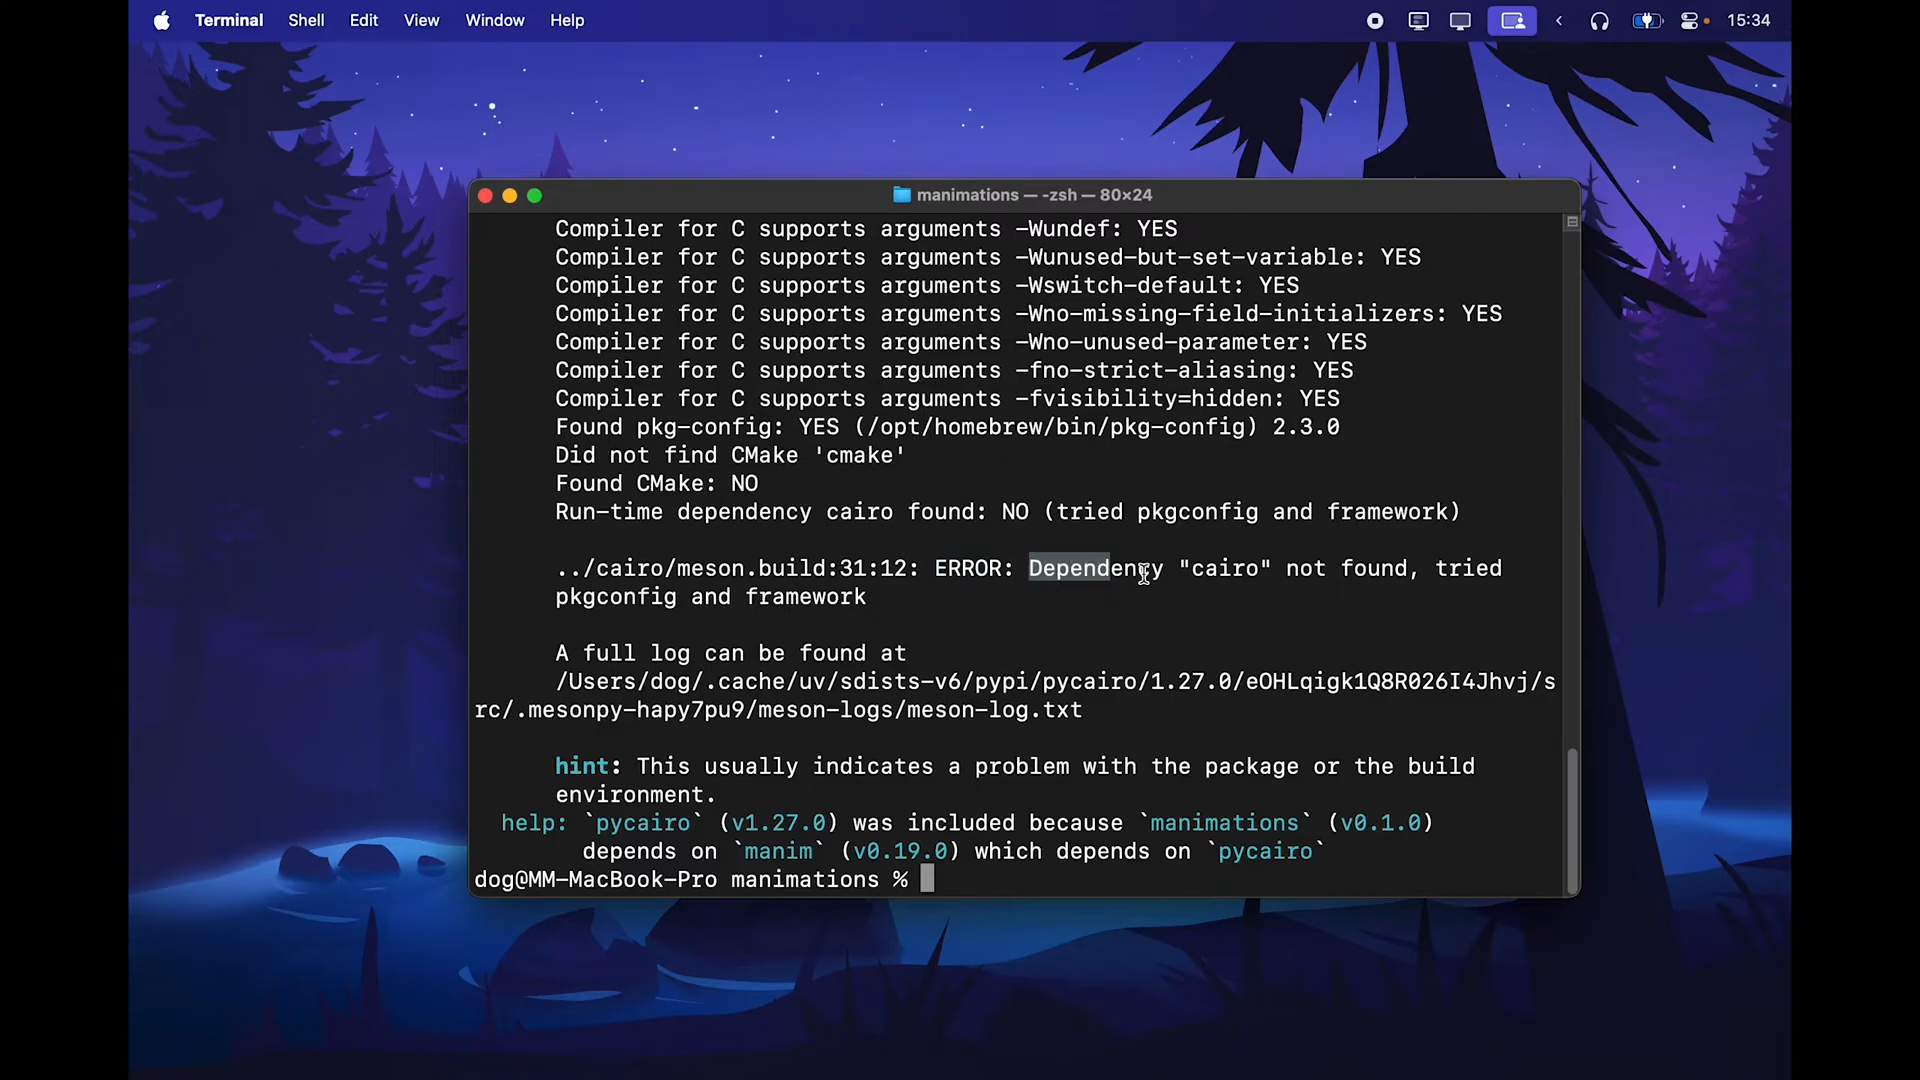 Terminal Shell Edit View Window Help 15:34
manimations — -zsh — 80×24
Compiler for C supports arguments -Wundef: YES
Compiler for C supports arguments -Wunused-but-set-variable: YES
Compiler for C supports arguments -Wswitch-default: YES
Compiler for C supports arguments -Wno-missing-field-initializers: YES
Compiler for C supports arguments -Wno-unused-parameter: YES
Compiler for C supports arguments -fno-strict-aliasing: YES
Compiler for C supports arguments -fvisibility=hidden: YES
Found pkg-config: YES (/opt/homebrew/bin/pkg-config) 2.3.0
Did not find CMake 'cmake'
Found CMake: NO
Run-time dependency cairo found: NO (tried pkgconfig and framework)
../cairo/meson.build:31:12: ERROR: Dependency "cairo" not found, tried
pkgconfig and framework
A full log can be found at
/Users/dog/.cache/uv/sdists-v6/pypi/pycairo/1.27.0/eOHLqigk1Q8R026I4Jhvj/s
rc/.mesonpy-hapy7pu9/meson-logs/meson-log.txt
hint: This usually indicates a problem with the package or the build
environment.
help: `pycairo` (v1.27.0) was included because `manimations` (v0.1.0)
depends on `manim` (v0.19.0) which depends on `pycairo`
dog@MM-MacBook-Pro manimations %